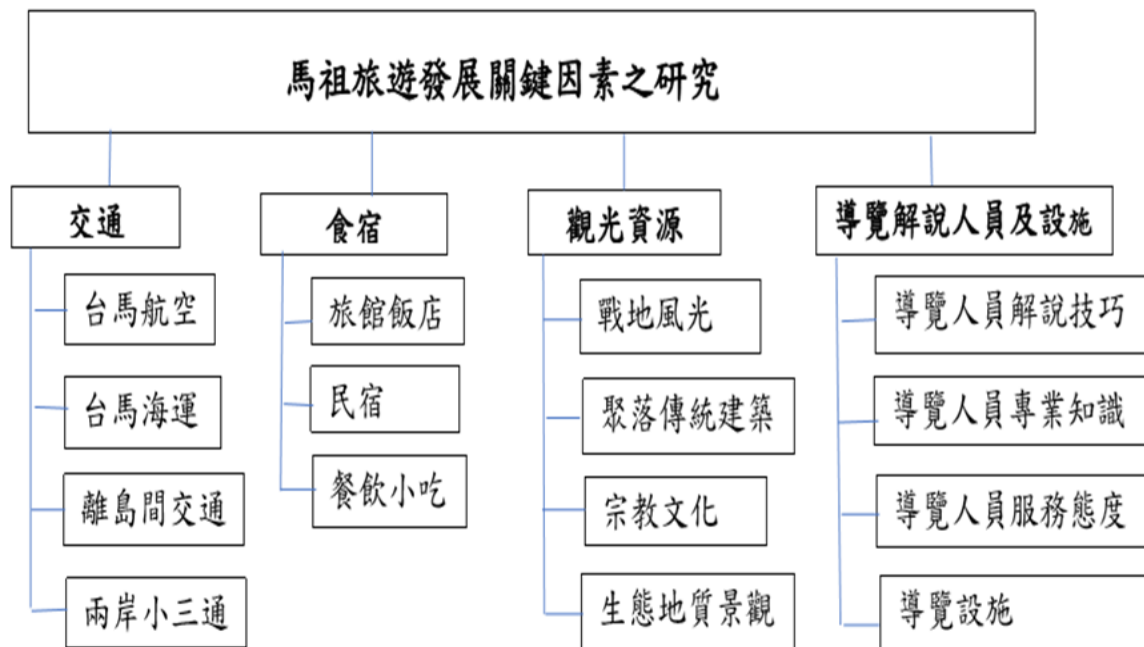 馬祖旅遊發展關鍵因素之研究
交通
台馬航空
台馬海運
離島間交通
兩岸小三通
食宿
旅館飯店
民宿
餐飲小吃
觀光資源
戰地風光
聚落傳統建築
宗教文化
生態地質景觀
導覽解說人員及設施
導覽人員解說技巧
導覽人員專業知識
導覽人員服務態度
導覽設施